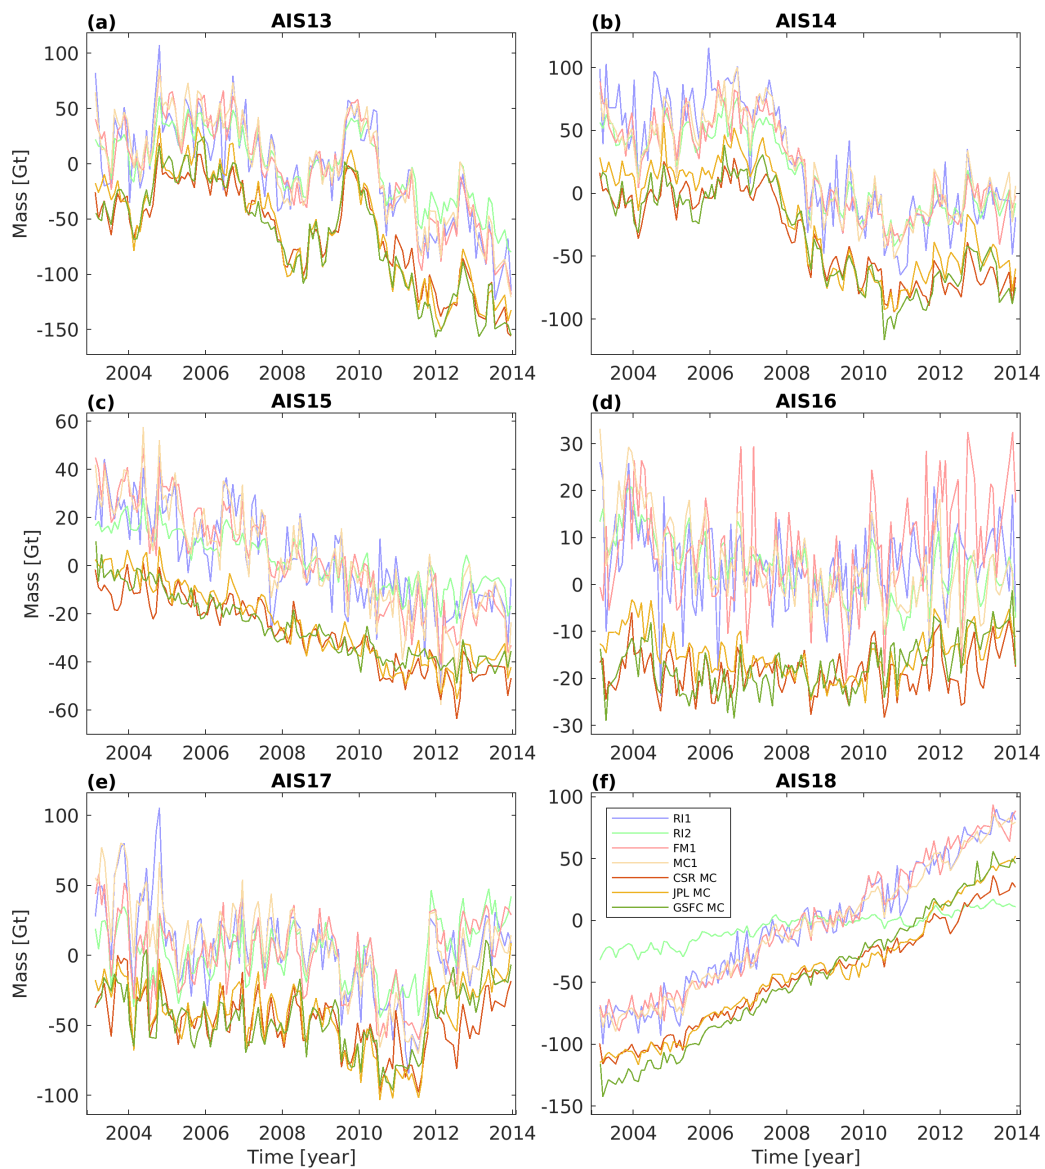 (a) AIS13
100
50
0
-50
-100
-150
Mass [Gt]
2004 2006 2008 2010 2012 2014
(b) AIS14
100
50
0
-50
-100
2004 2006 2008 2010 2012 2014
(c) AIS15
60
40
20
0
-20
-40
-60
Mass [Gt]
2004 2006 2008 2010 2012 2014
(d) AIS16
30
20
10
0
-10
-20
-30
2004 2006 2008 2010 2012 2014
(e) AIS17
100
50
0
-50
-100
Mass [Gt]
2004 2006 2008 2010 2012 2014
Time [year]
(f) AIS18
100
50
0
-50
-100
-150
RI1
RI2
FM1
MC1
CSR MC
JPL MC
GSFC MC
2004 2006 2008 2010 2012 2014
Time [year]